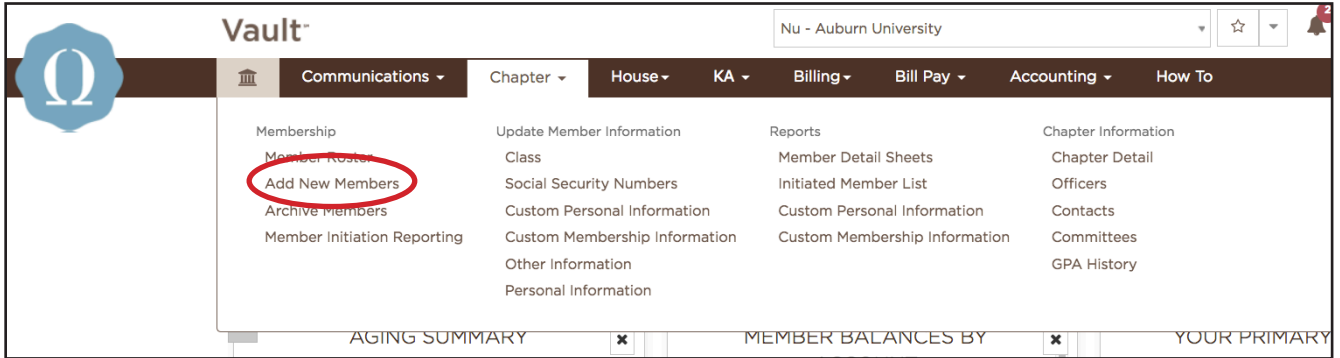 Vault℠
Nu - Auburn University
2
Ω
Communications
Chapter
House
KA
Billing
Bill Pay
Accounting
How To
Membership
Member Roster
Add New Members
Archive Members
Member Initiation Reporting
Update Member Information
Class
Social Security Numbers
Custom Personal Information
Custom Membership Information
Other Information
Personal Information
Reports
Member Detail Sheets
Initiated Member List
Custom Personal Information
Custom Membership Information
Chapter Information
Chapter Detail
Officers
Contacts
Committees
GPA History
AGING SUMMARY
MEMBER BALANCES BY
YOUR PRIMARY